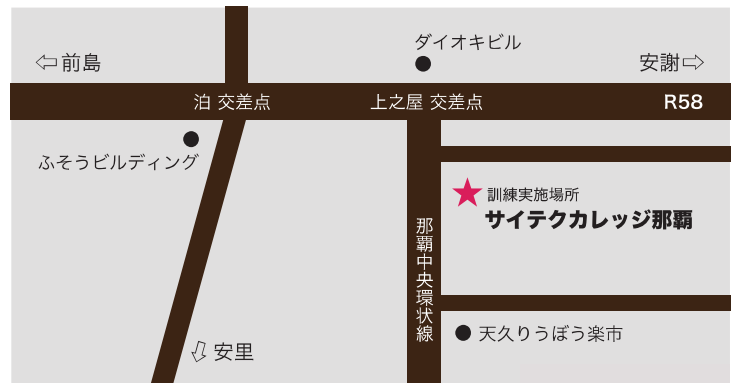 ダイオキビル
前島
安謝
泊 交差点
上之屋 交差点
R58
ふそうビルディング
訓練実施場所
サイテクカレッジ那覇
那覇中央環状線
天久りうぼう楽市
安里